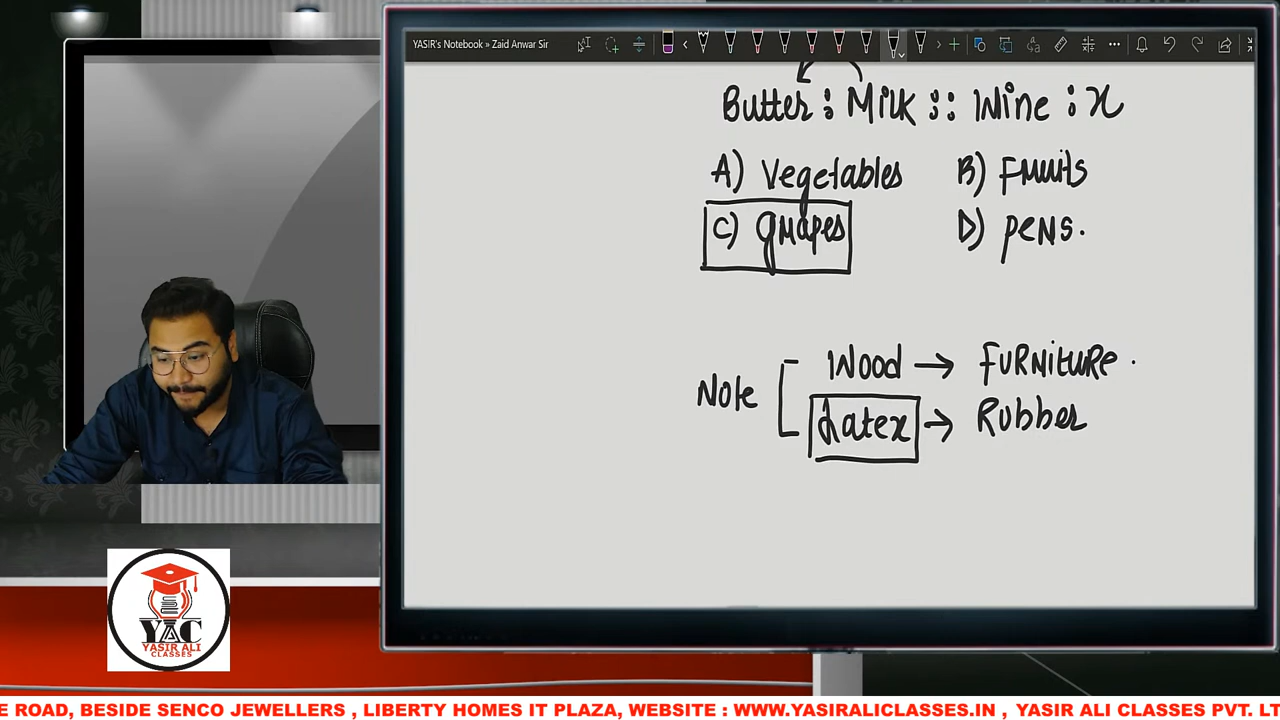 YASIR's Notebook » Zaid Anwar Sir
Butter : Milk :: Wine : x
A) Vegetables B) Fruits
C) grapes D) pens.
Note
Wood → Furniture .
Latex → Rubber
YAC
YASIR ALI
CLASSES
E ROAD, BESIDE SENCO JEWELLERS , LIBERTY HOMES IT PLAZA, WEBSITE : WWW.YASIRALICLASSES.IN , YASIR ALI CLASSES PVT. LT